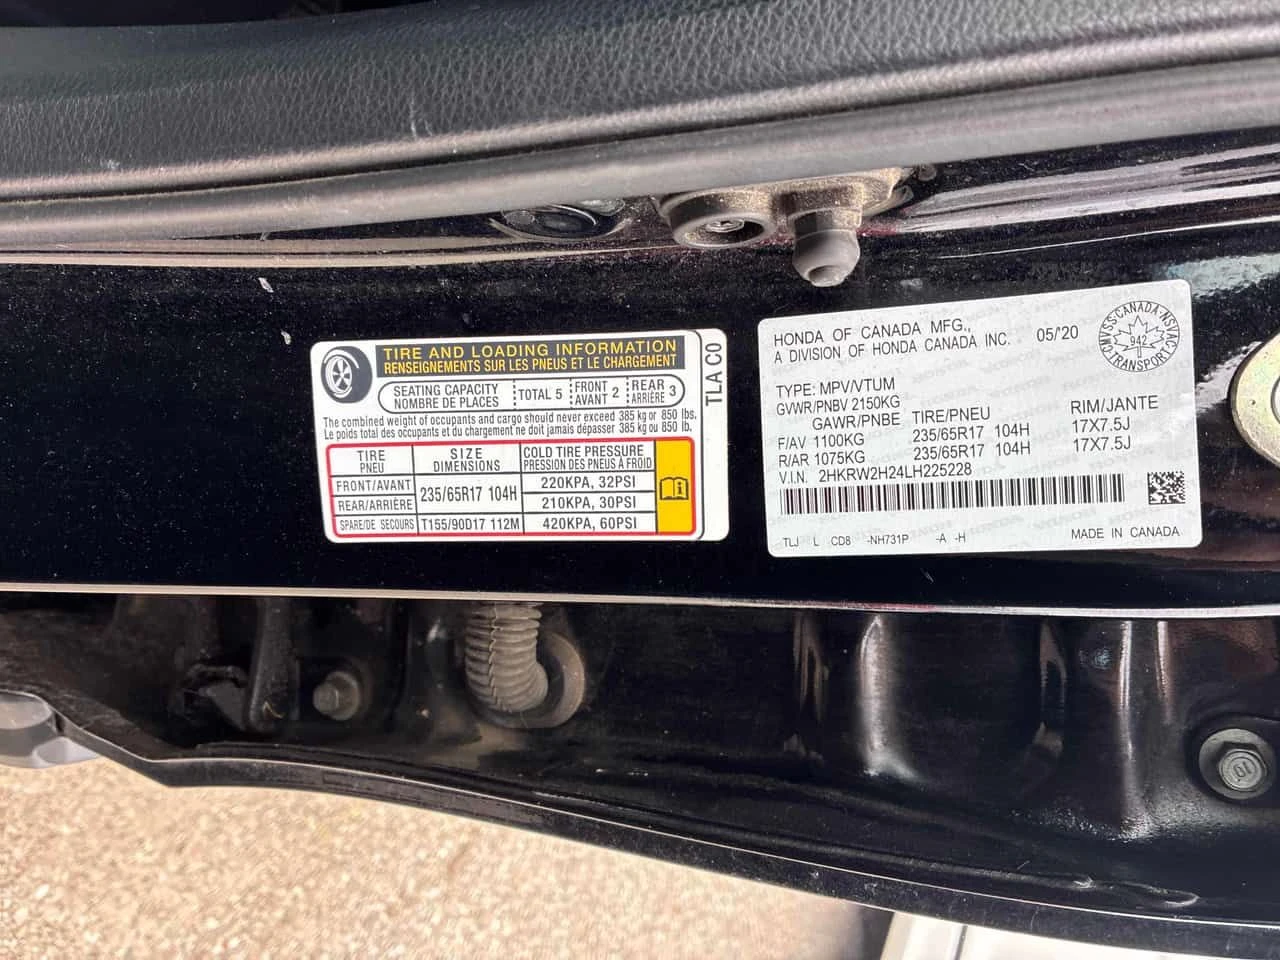 TIRE AND LOADING INFORMATION
RENSEIGNEMENTS SUR LES PNEUS ET LE CHARGEMENT
SEATING CAPACITY
NOMBRE DE PLACES
TOTAL 5
FRONT
AVANT 2
REAR
ARRIÈRE 3
The combined weight of occupants and cargo should never exceed 385 kg or 850 lbs.
Le poids total des occupants et du chargement ne doit jamais dépasser 385 kg ou 850 lb.
TIRE
PNEU
SIZE
DIMENSIONS
COLD TIRE PRESSURE
PRESSION DES PNEUS À FROID
FRONT/AVANT
235/65R17 104H
220KPA, 32PSI
REAR/ARRIÈRE
210KPA, 30PSI
SPARE/DE SECOURS
T155/90D17 112M
420KPA, 60PSI
TLA C0
HONDA OF CANADA MFG.,
A DIVISION OF HONDA CANADA INC.
05/'20
CMVSS·CANADA·NSVAC
942
TRANSPORT
TYPE: MPV/VTUM
GVWR/PNBV 2150KG
GAWR/PNBE TIRE/PNEU RIM/JANTE
F/AV 1100KG 235/65R17 104H 17X7.5J
R/AR 1075KG 235/65R17 104H 17X7.5J
V.I.N. 2HKRW2H24LH225228
TLJ L CD8 -NH731P -A -H MADE IN CANADA